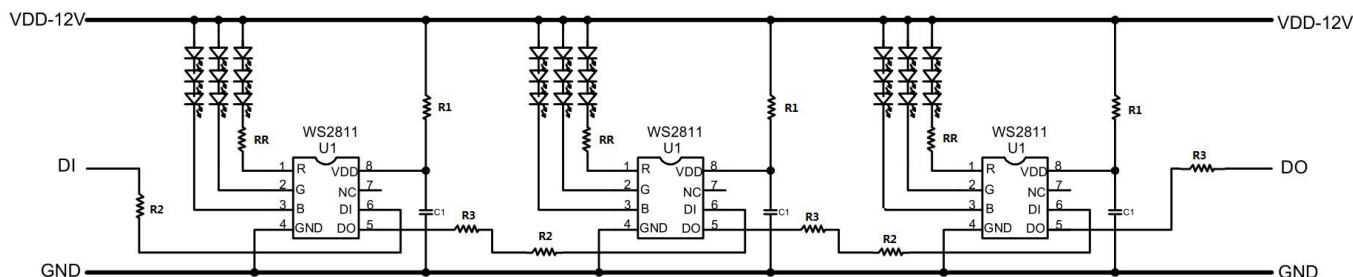 VDD-12V VDD-12V
R1 R1 R1
RR RR RR
WS2811 WS2811 WS2811
U1 U1 U1
DI R3 DO
1 R VDD 8 1 R VDD 8 1 R VDD 8
2 G NC 7 2 G NC 7 2 G NC 7
R2 3 B DI 6 C1 3 B DI 6 C1 3 B DI 6 C1
4 GND DO 5 R3 4 GND DO 5 R3 4 GND DO 5
R2 R2
GND GND